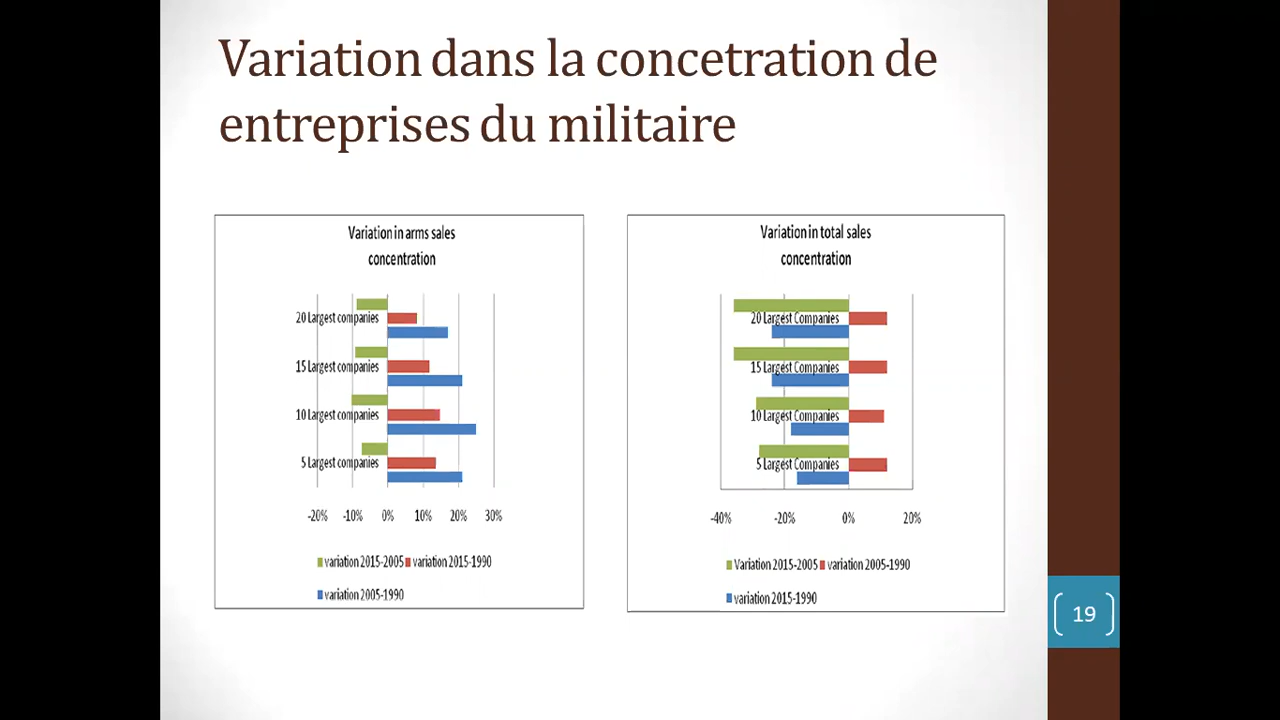 Variation dans la concetration de
entreprises du militaire
Variation in arms sales
concentration
20 Largest companies
15 Largest companies
10 Largest companies
5 Largest companies
-20% -10% 0% 10% 20% 30%
variation 2015-2005 variation 2015-1990
variation 2005-1990
Variation in total sales
concentration
20 Largest Companies
15 Largest Companies
10 Largest Companies
5 Largest Companies
-40% -20% 0% 20%
Variation 2015-2005 variation 2005-1990
variation 2015-1990
19